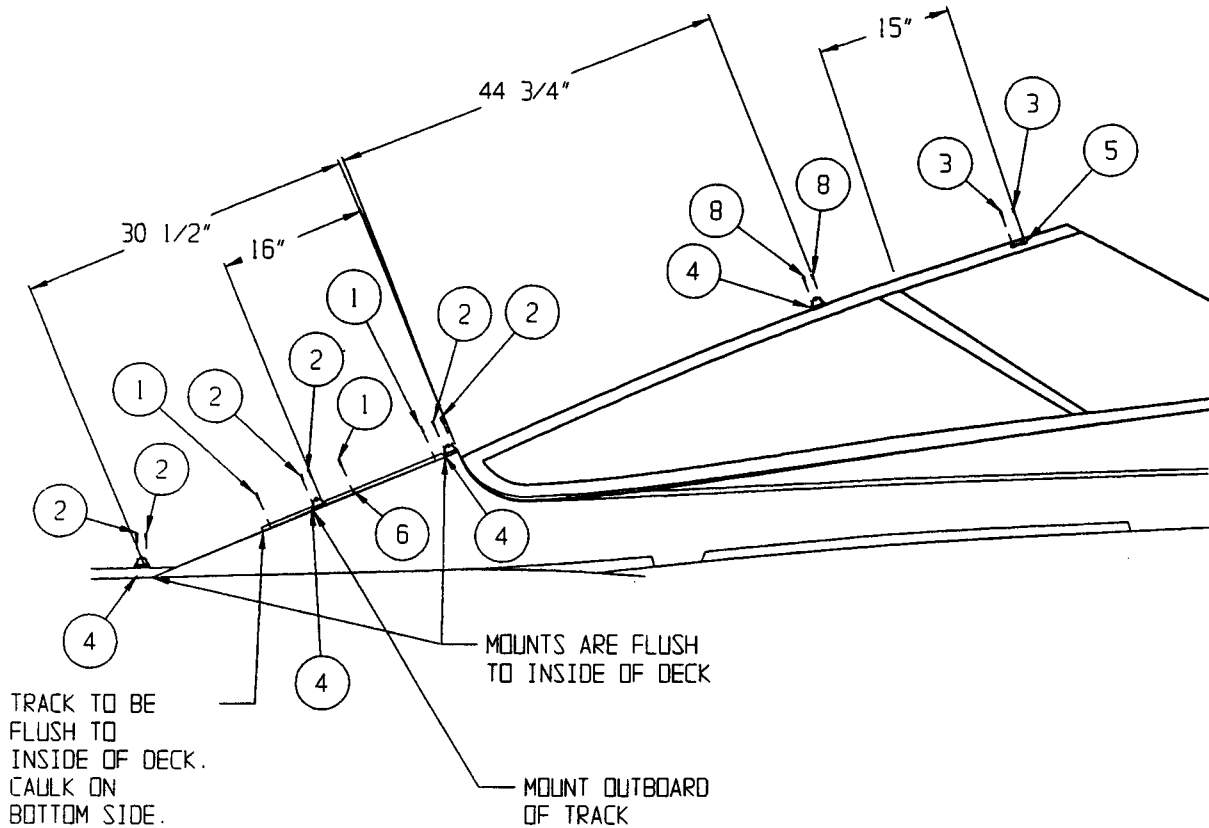 15"
44 3/4"
3
3
5
8
8
30 1/2"
16"
4
1
2
2
2
1
2
1
2
2
6
4
4
4
MOUNTS ARE FLUSH
TO INSIDE OF DECK
TRACK TO BE
FLUSH TO
INSIDE OF DECK.
CAULK ON
BOTTOM SIDE.
MOUNT OUTBOARD
OF TRACK